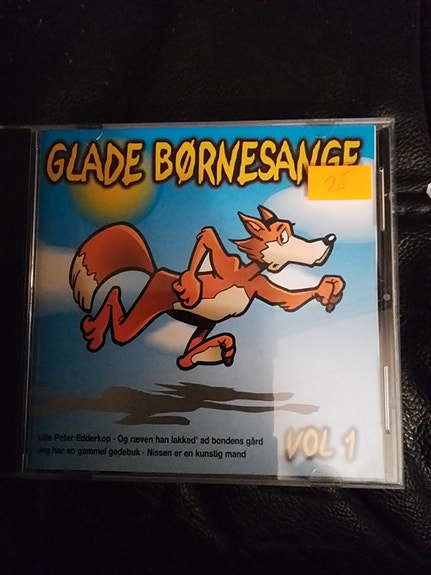 GLADE BØRNESANGE
25
Lille Peter Edderkop · Og ræven han lakked' ad bondens gård
Jeg har en gammel gedebuk · Nissen er en kunstig mand
VOL 1